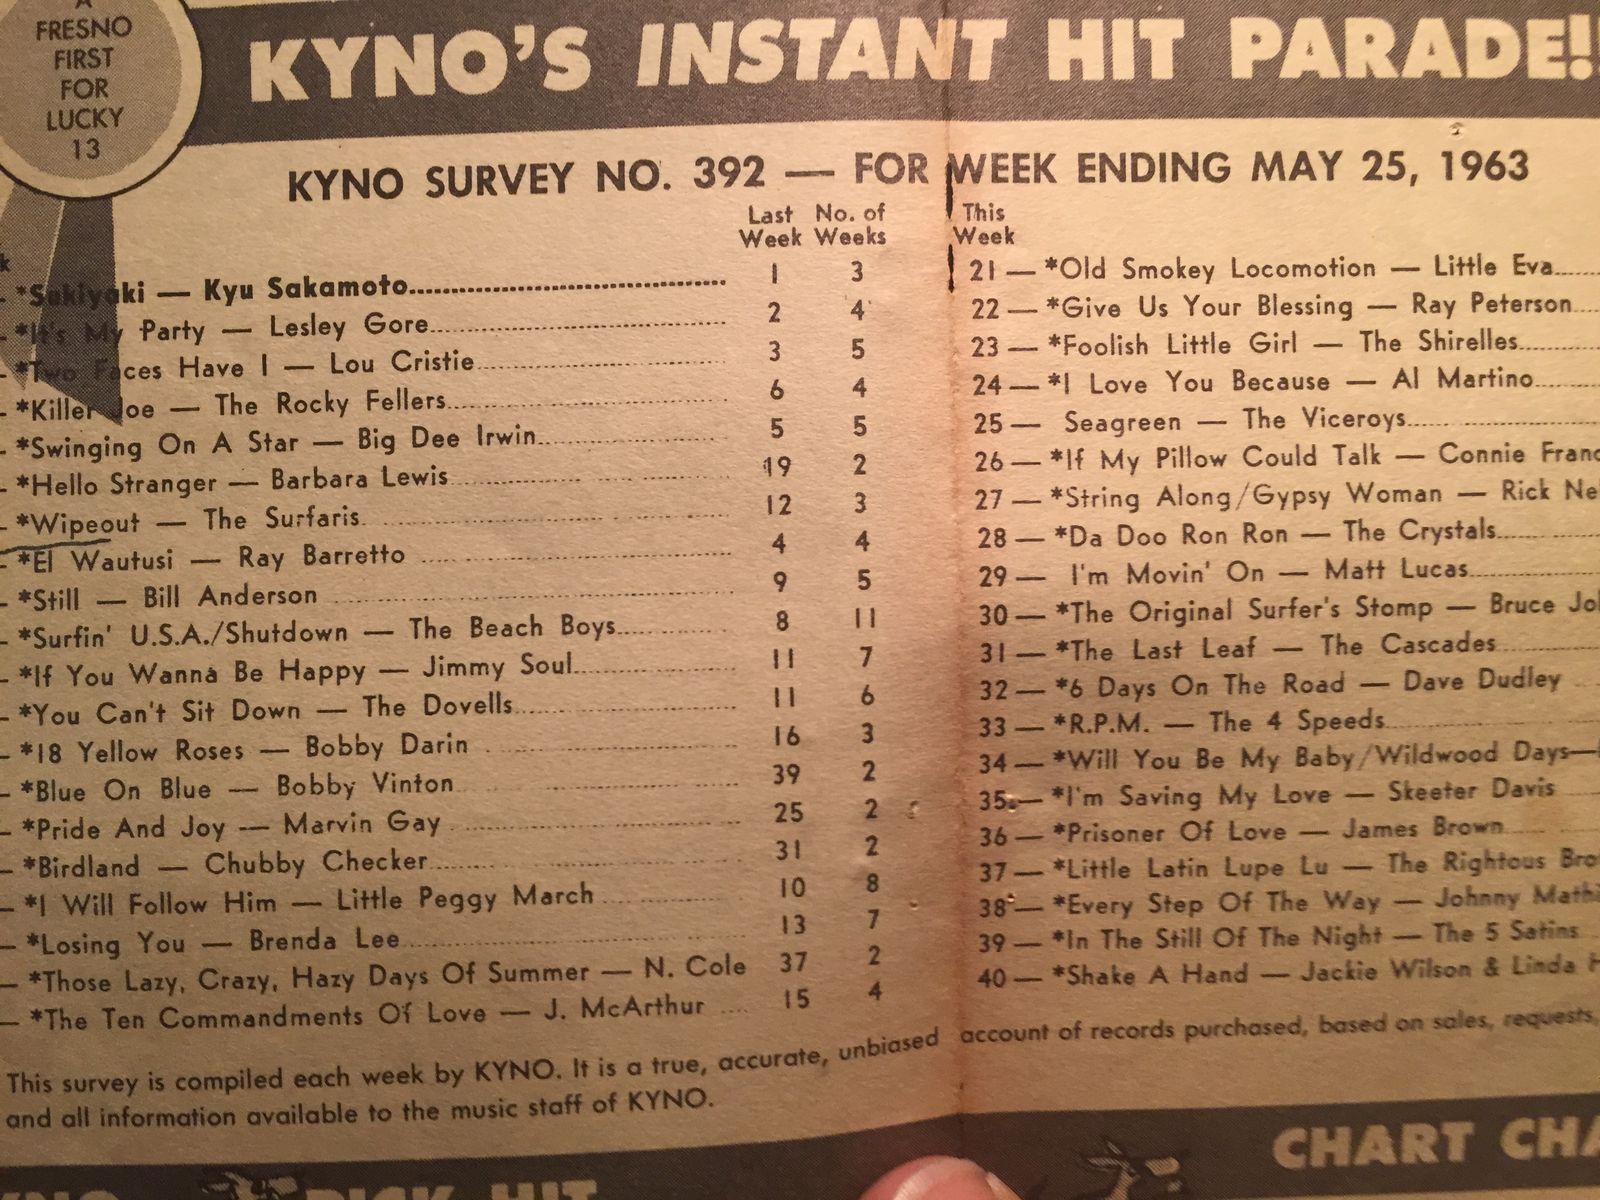 A
FRESNO
FIRST
FOR
LUCKY
13
KYNO'S INSTANT HIT PARADE!!
KYNO SURVEY NO. 392 — FOR WEEK ENDING MAY 25, 1963
Last Week No. of Weeks
*Sukiyaki — Kyu Sakamoto 1 3
*It's My Party — Lesley Gore 2 4
*Two Faces Have I — Lou Cristie 3 5
*Killer Joe — The Rocky Fellers 6 4
*Swinging On A Star — Big Dee Irwin 5 5
*Hello Stranger — Barbara Lewis 19 2
*Wipeout — The Surfaris 12 3
*El Wautusi — Ray Barretto 4 4
*Still — Bill Anderson 9 5
*Surfin' U.S.A./Shutdown — The Beach Boys 8 11
*If You Wanna Be Happy — Jimmy Soul 11 7
*You Can't Sit Down — The Dovells 11 6
*18 Yellow Roses — Bobby Darin 16 3
*Blue On Blue — Bobby Vinton 39 2
*Pride And Joy — Marvin Gay 25 2
*Birdland — Chubby Checker 31 2
*I Will Follow Him — Little Peggy March 10 8
*Losing You — Brenda Lee 13 7
*Those Lazy, Crazy, Hazy Days Of Summer — N. Cole 37 2
*The Ten Commandments Of Love — J. McArthur 15 4
This Week
21 — *Old Smokey Locomotion — Little Eva
22 — *Give Us Your Blessing — Ray Peterson
23 — *Foolish Little Girl — The Shirelles
24 — *I Love You Because — Al Martino
25 — Seagreen — The Viceroys
26 — *If My Pillow Could Talk — Connie Franc
27 — *String Along/Gypsy Woman — Rick Ne
28 — *Da Doo Ron Ron — The Crystals
29 — I'm Movin' On — Matt Lucas
30 — *The Original Surfer's Stomp — Bruce Jo
31 — *The Last Leaf — The Cascades
32 — *6 Days On The Road — Dave Dudley
33 — *R.P.M. — The 4 Speeds
34 — *Will You Be My Baby/Wildwood Days—
35 — *I'm Saving My Love — Skeeter Davis
36 — *Prisoner Of Love — James Brown
37 — *Little Latin Lupe Lu — The Rightous Bro
38 — *Every Step Of The Way — Johnny Mathi
39 — *In The Still Of The Night — The 5 Satins
40 — *Shake A Hand — Jackie Wilson & Linda H
This survey is compiled each week by KYNO. It is a true, accurate, unbiased account of records purchased, based on sales, requests,
and all information available to the music staff of KYNO.
CHART CHA
PICK HIT